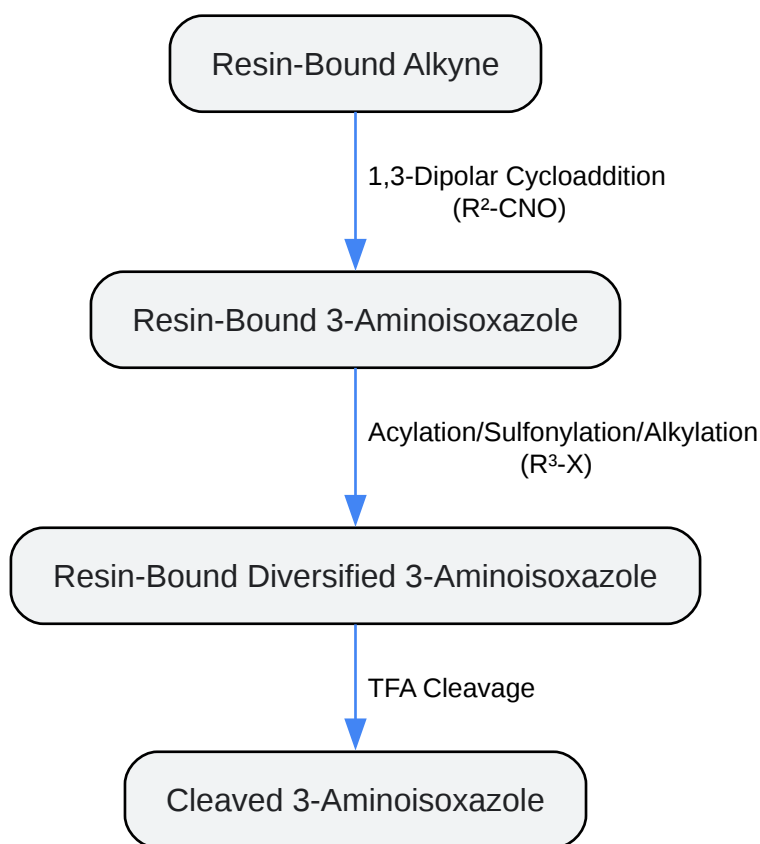 Resin-Bound Alkyne
1,3-Dipolar Cycloaddition
(R²-CNO)
Resin-Bound 3-Aminoisoxazole
Acylation/Sulfonylation/Alkylation
(R³-X)
Resin-Bound Diversified 3-Aminoisoxazole
TFA Cleavage
Cleaved 3-Aminoisoxazole